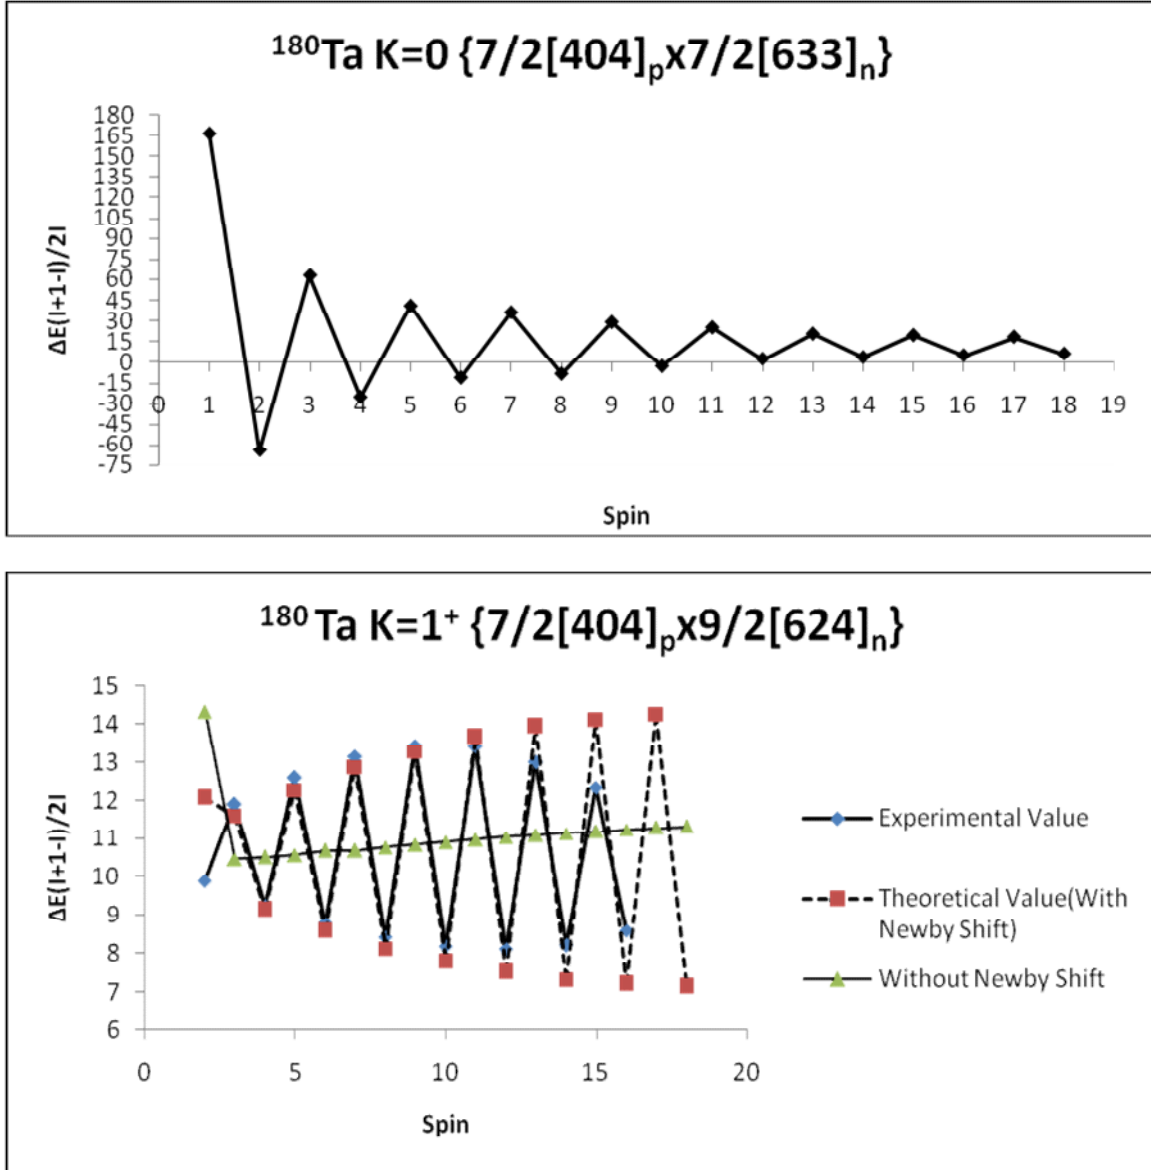 ¹⁸⁰Ta K=0 {7/2[404]ₚx7/2[633]ₙ}
180
165
150
135
120
105
90
75
60
45
30
15
0
-15
-30
-45
-60
-75
ΔE(I+1-I)/2I
0 1 2 3 4 5 6 7 8 9 10 11 12 13 14 15 16 17 18 19
Spin
¹⁸⁰ Ta K=1⁺ {7/2[404]ₚx9/2[624]ₙ}
15
14
13
12
11
10
9
8
7
6
ΔE(I+1-I)/2I
0 5 10 15 20
Spin
Experimental Value
Theoretical Value(With
Newby Shift)
Without Newby Shift